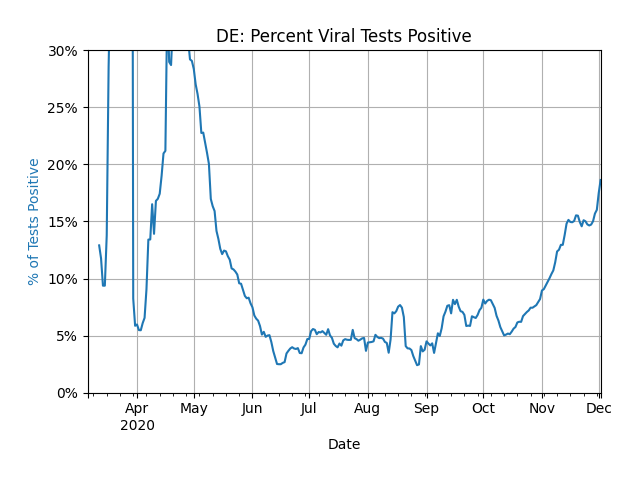 DE: Percent Viral Tests Positive
30%
25%
20%
15%
10%
5%
0%
% of Tests Positive
Apr May Jun Jul Aug Sep Oct Nov Dec
2020
Date